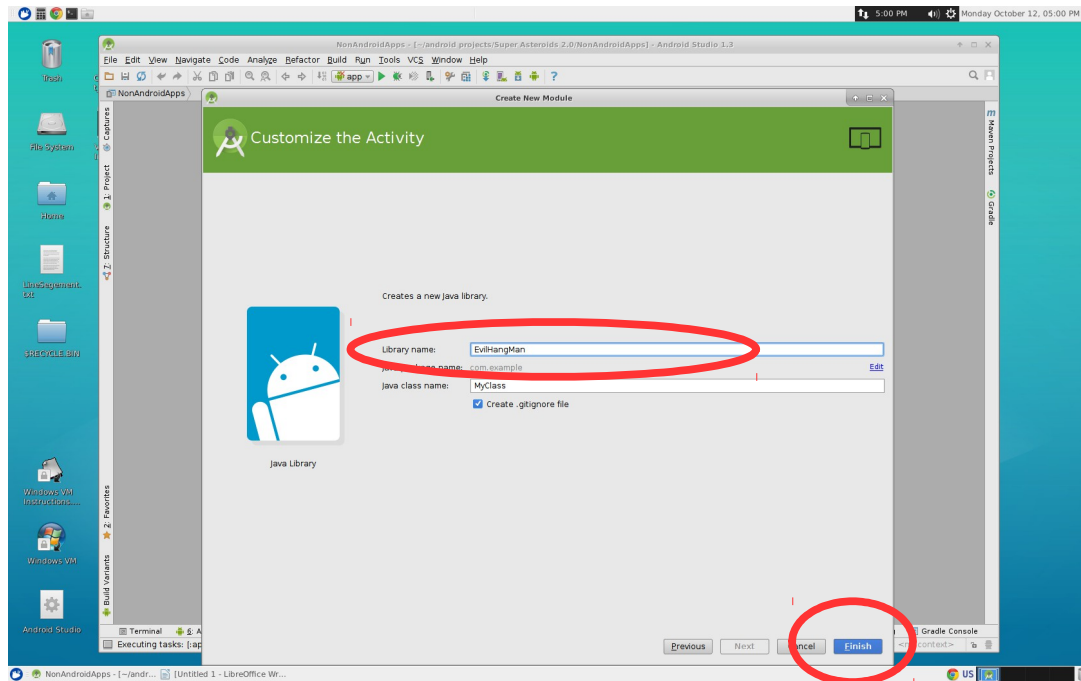 5:00 PM
Monday October 12, 05:00 PM
NonAndroidApps - [~/android projects/Super Asteroids 2.0/NonAndroidApps] - Android Studio 1.3
File Edit View Navigate Code Analyze Refactor Build Run Tools VCS Window Help
app
NonAndroidApps
Create New Module
Customize the Activity
Creates a new Java library.
Library name: EvilHangMan
name: com.example Edit
Java class name: MyClass
Create .gitignore file
Java Library
Previous Next Finish
Trash
File System
Home
LineSegement.
txt
$RECYCLE.BIN
Windows VM
Instructions....
Windows VM
Android Studio
Captures
1: Project
7: Structure
2: Favorites
Build Variants
Maven Projects
Gradle
Terminal 6: A
Gradle Console
Executing tasks: [:ap
context>
NonAndroidApps - [~/andr... [Untitled 1 - LibreOffice Wr...
US